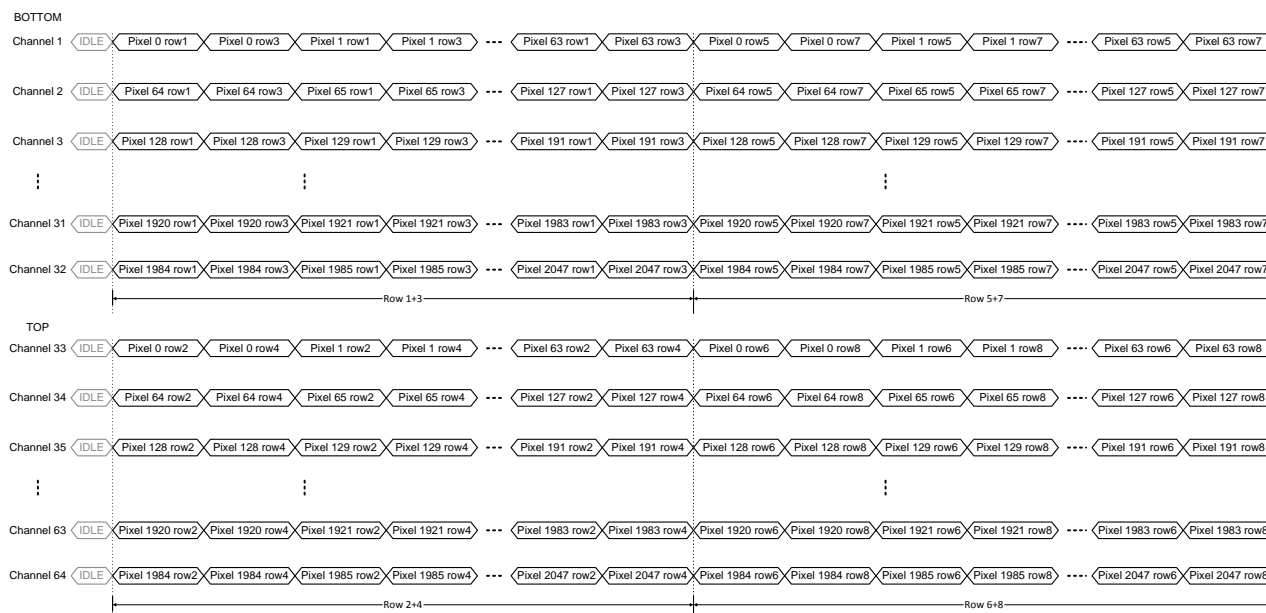 BOTTOM
Channel 1 IDLE Pixel 0 row1 Pixel 0 row3 Pixel 1 row1 Pixel 1 row3 Pixel 63 row1 Pixel 63 row3 Pixel 0 row5 Pixel 0 row7 Pixel 1 row5 Pixel 1 row7 Pixel 63 row5 Pixel 63 row7
Channel 2 IDLE Pixel 64 row1 Pixel 64 row3 Pixel 65 row1 Pixel 65 row3 Pixel 127 row1 Pixel 127 row3 Pixel 64 row5 Pixel 64 row7 Pixel 65 row5 Pixel 65 row7 Pixel 127 row5 Pixel 127 row7
Channel 3 IDLE Pixel 128 row1 Pixel 128 row3 Pixel 129 row1 Pixel 129 row3 Pixel 191 row1 Pixel 191 row3 Pixel 128 row5 Pixel 128 row7 Pixel 129 row5 Pixel 129 row7 Pixel 191 row5 Pixel 191 row7
Channel 31 IDLE Pixel 1920 row1 Pixel 1920 row3 Pixel 1921 row1 Pixel 1921 row3 Pixel 1983 row1 Pixel 1983 row3 Pixel 1920 row5 Pixel 1920 row7 Pixel 1921 row5 Pixel 1921 row7 Pixel 1983 row5 Pixel 1983 row7
Channel 32 IDLE Pixel 1984 row1 Pixel 1984 row3 Pixel 1985 row1 Pixel 1985 row3 Pixel 2047 row1 Pixel 2047 row3 Pixel 1984 row5 Pixel 1984 row7 Pixel 1985 row5 Pixel 1985 row7 Pixel 2047 row5 Pixel 2047 row7
Row 1+3 Row 5+7
TOP
Channel 33 IDLE Pixel 0 row2 Pixel 0 row4 Pixel 1 row2 Pixel 1 row4 Pixel 63 row2 Pixel 63 row4 Pixel 0 row6 Pixel 0 row8 Pixel 1 row6 Pixel 1 row8 Pixel 63 row6 Pixel 63 row8
Channel 34 IDLE Pixel 64 row2 Pixel 64 row4 Pixel 65 row2 Pixel 65 row4 Pixel 127 row2 Pixel 127 row4 Pixel 64 row6 Pixel 64 row8 Pixel 65 row6 Pixel 65 row8 Pixel 127 row6 Pixel 127 row8
Channel 35 IDLE Pixel 128 row2 Pixel 128 row4 Pixel 129 row2 Pixel 129 row4 Pixel 191 row2 Pixel 191 row4 Pixel 128 row6 Pixel 128 row8 Pixel 129 row6 Pixel 129 row8 Pixel 191 row6 Pixel 191 row8
Channel 63 IDLE Pixel 1920 row2 Pixel 1920 row4 Pixel 1921 row2 Pixel 1921 row4 Pixel 1983 row2 Pixel 1983 row4 Pixel 1920 row6 Pixel 1920 row8 Pixel 1921 row6 Pixel 1921 row8 Pixel 1983 row6 Pixel 1983 row8
Channel 64 IDLE Pixel 1984 row2 Pixel 1984 row4 Pixel 1985 row2 Pixel 1985 row4 Pixel 2047 row2 Pixel 2047 row4 Pixel 1984 row6 Pixel 1984 row8 Pixel 1985 row6 Pixel 1985 row8 Pixel 2047 row6 Pixel 2047 row8
Row 2+4 Row 6+8